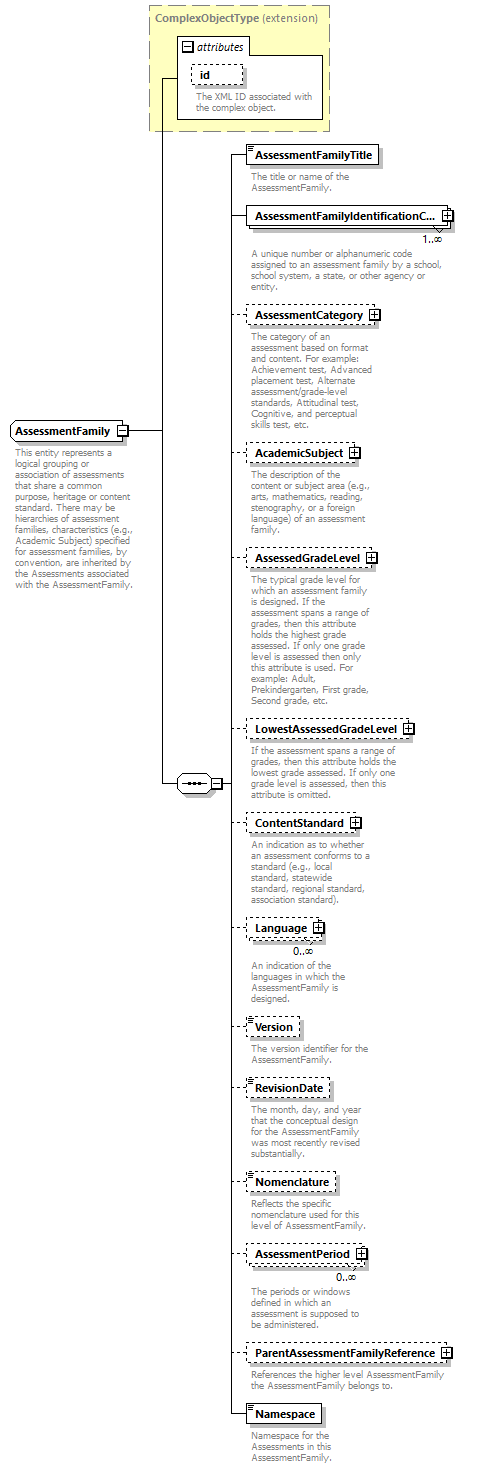 ComplexObjectType (extension)
attributes
id
The XML ID associated with
the complex object.
AssessmentFamilyTitle
The title or name of the
AssessmentFamily.
AssessmentFamilyIdentificationC...
1..∞
A unique number or alphanumeric code
assigned to an assessment family by a school,
school system, a state, or other agency or
entity.
AssessmentCategory
The category of an
assessment based on format
and content. For example:
Achievement test, Advanced
placement test, Alternate
assessment/grade-level
standards, Attitudinal test,
Cognitive, and perceptual
skills test, etc.
AssessmentFamily
This entity represents a
logical grouping or
association of assessments
that share a common
purpose, heritage or content
standard. There may be
hierarchies of assessment
families, characteristics (e.g.,
Academic Subject) specified
for assessment families, by
convention, are inherited by
the Assessments associated
with the AssessmentFamily.
AcademicSubject
The description of the
content or subject area (e.g.,
arts, mathematics, reading,
stenography, or a foreign
language) of an assessment
family.
AssessedGradeLevel
The typical grade level for
which an assessment family
is designed. If the
assessment spans a range of
grades, then this attribute
holds the highest grade
assessed. If only one grade
level is assessed then only
this attribute is used. For
example: Adult,
Prekindergarten, First grade,
Second grade, etc.
LowestAssessedGradeLevel
If the assessment spans a range of
grades, then this attribute holds the
lowest grade assessed. If only one
grade level is assessed, then this
attribute is omitted.
ContentStandard
An indication as to whether
an assessment conforms to a
standard (e.g., local
standard, statewide
standard, regional standard,
association standard).
Language
0..∞
An indication of the
languages in which the
AssessmentFamily is
designed.
Version
The version identifier for the
AssessmentFamily.
RevisionDate
The month, day, and year
that the conceptual design
for the AssessmentFamily
was most recently revised
substantially.
Nomenclature
Reflects the specific
nomenclature used for this
level of AssessmentFamily.
AssessmentPeriod
0..∞
The periods or windows
defined in which an
assessment is supposed to
be administered.
ParentAssessmentFamilyReference
References the higher level AssessmentFamily
the AssessmentFamily belongs to.
Namespace
Namespace for the
Assessments in this
AssessmentFamily.